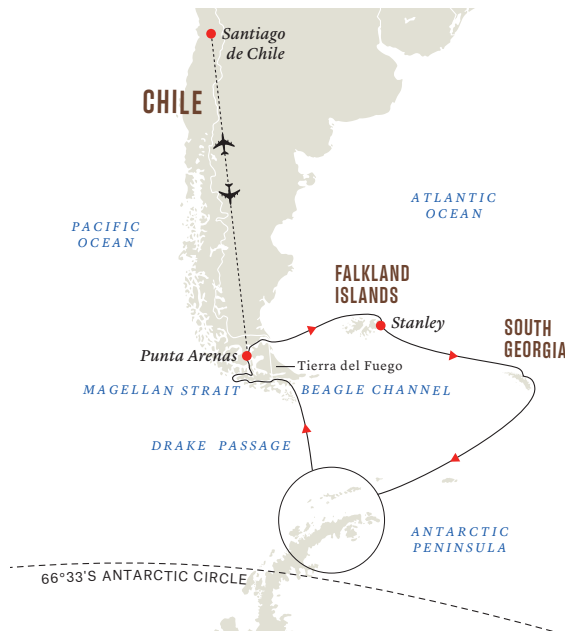 Santiago
de Chile
CHILE
ATLANTIC
OCEAN
PACIFIC
OCEAN
FALKLAND
ISLANDS
Stanley
SOUTH
GEORGIA
Punta Arenas
Tierra del Fuego
MAGELLAN STRAIT
BEAGLE CHANNEL
DRAKE PASSAGE
ANTARCTIC
PENINSULA
66°33'S ANTARCTIC CIRCLE